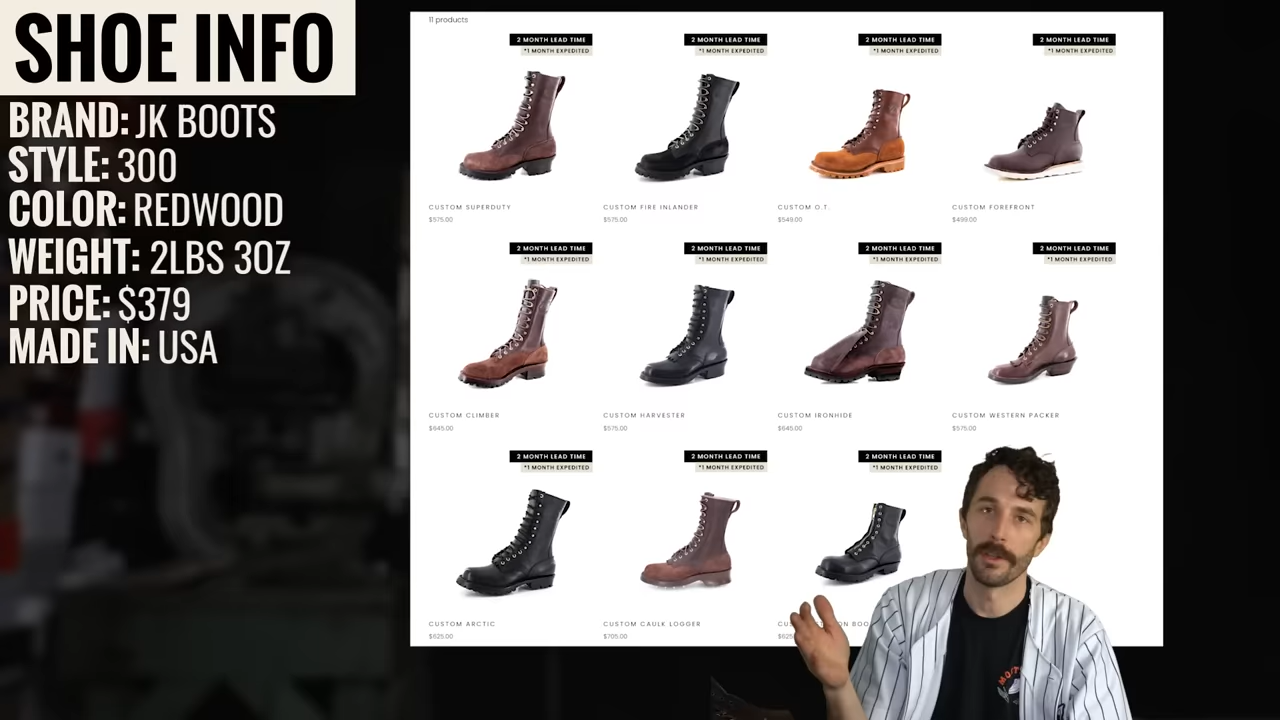 SHOE INFO
BRAND: JK BOOTS
STYLE: 300
COLOR: REDWOOD
WEIGHT: 2LBS 3OZ
PRICE: $379
MADE IN: USA
11 products
2 MONTH LEAD TIME
*1 MONTH EXPEDITED
2 MONTH LEAD TIME
*1 MONTH EXPEDITED
2 MONTH LEAD TIME
*1 MONTH EXPEDITED
2 MONTH LEAD TIME
*1 MONTH EXPEDITED
CUSTOM SUPERDUTY
$575.00
CUSTOM FIRE INLANDER
$575.00
CUSTOM O.T.
$549.00
CUSTOM FOREFRONT
$499.00
2 MONTH LEAD TIME
*1 MONTH EXPEDITED
2 MONTH LEAD TIME
*1 MONTH EXPEDITED
2 MONTH LEAD TIME
*1 MONTH EXPEDITED
2 MONTH LEAD TIME
*1 MONTH EXPEDITED
CUSTOM CLIMBER
$645.00
CUSTOM HARVESTER
$575.00
CUSTOM IRONHIDE
$645.00
CUSTOM WESTERN PACKER
$575.00
2 MONTH LEAD TIME
*1 MONTH EXPEDITED
2 MONTH LEAD TIME
*1 MONTH EXPEDITED
2 MONTH LEAD TIME
*1 MONTH EXPEDITED
CUSTOM ARCTIC
$625.00
CUSTOM CAULK LOGGER
$705.00